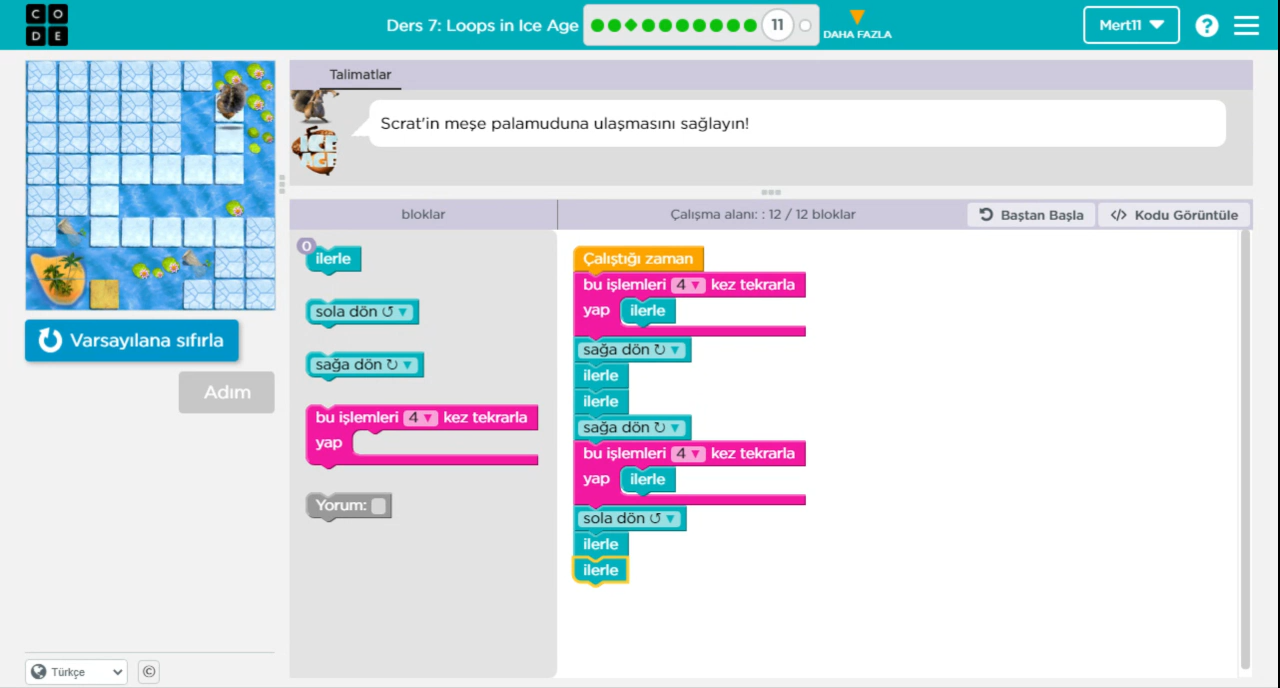 C O
D E
Ders 7: Loops in Ice Age
11
DAHA FAZLA
Mert11
?
Talimatlar
Scrat'in meşe palamuduna ulaşmasını sağlayın!
ICE
AGE
bloklar
Çalışma alanı: : 12 / 12 bloklar
Baştan Başla
</> Kodu Görüntüle
0
ilerle
sola dön ↺ ▼
sağa dön ↻ ▼
bu işlemleri 4 ▼ kez tekrarla
yap
Yorum:
Çalıştığı zaman
bu işlemleri 4 ▼ kez tekrarla
yap ilerle
sağa dön ↻ ▼
ilerle
ilerle
sağa dön ↻ ▼
bu işlemleri 4 ▼ kez tekrarla
yap ilerle
sola dön ↺ ▼
ilerle
ilerle
Varsayılana sıfırla
Adım
Türkçe
©